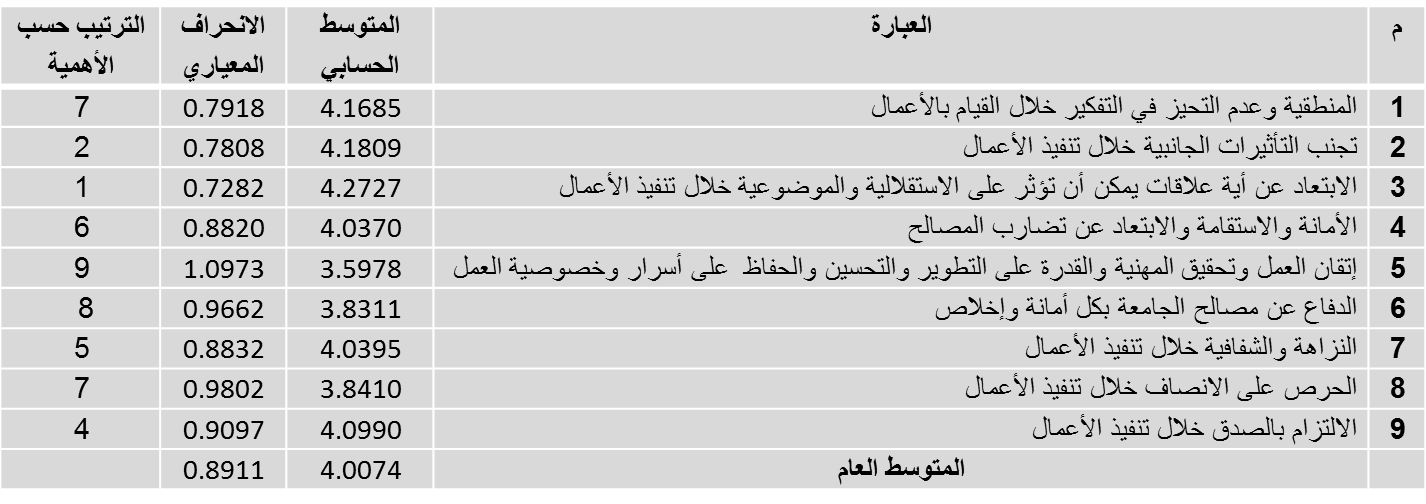 م العبارة المتوسط الحسابي الانحراف المعياري الترتيب حسب الأهمية
1 المنطقية وعدم التحيز في التفكير خلال القيام بالأعمال 4.1685 0.7918 7
2 تجنب التأثيرات الجانبية خلال تنفيذ الأعمال 4.1809 0.7808 2
3 الابتعاد عن أية علاقات يمكن أن تؤثر على الاستقلالية والموضوعية خلال تنفيذ الأعمال 4.2727 0.7282 1
4 الأمانة والاستقامة والابتعاد عن تضارب المصالح 4.0370 0.8820 6
5 إتقان العمل وتحقيق المهنية والقدرة على التطوير والتحسين والحفاظ على أسرار وخصوصية العمل 3.5978 1.0973 9
6 الدفاع عن مصالح الجامعة بكل أمانة وإخلاص 3.8311 0.9662 8
7 النزاهة والشفافية خلال تنفيذ الأعمال 4.0395 0.8832 5
8 الحرص على الانصاف خلال تنفيذ الأعمال 3.8410 0.9802 7
9 الالتزام بالصدق خلال تنفيذ الأعمال 4.0990 0.9097 4
المتوسط العام 4.0074 0.8911